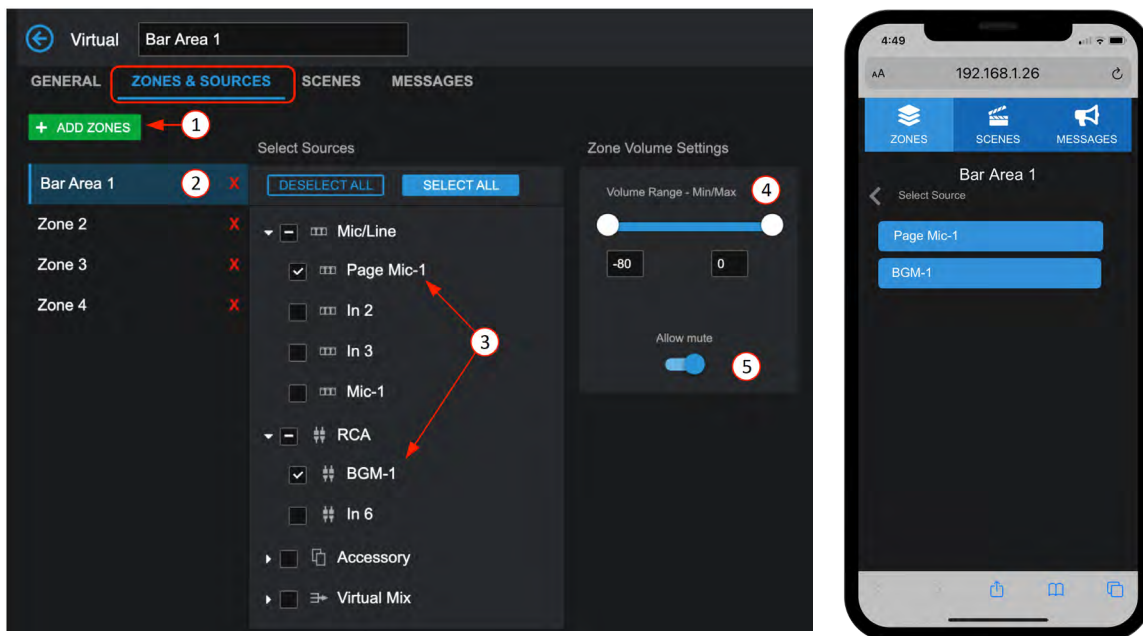 Virtual Bar Area 1
GENERAL ZONES & SOURCES SCENES MESSAGES
+ ADD ZONES 1
Select Sources
Zone Volume Settings
Bar Area 1 2 X
Zone 2 X
Zone 3 X
Zone 4 X
DESELECT ALL SELECT ALL
Mic/Line
Page Mic-1
In 2
In 3
Mic-1
3
RCA
BGM-1
In 6
Accessory
Virtual Mix
Volume Range - Min/Max 4
-80 0
Allow mute
5
4:49
AA 192.168.1.26
ZONES SCENES MESSAGES
Bar Area 1
Select Source
Page Mic-1
BGM-1